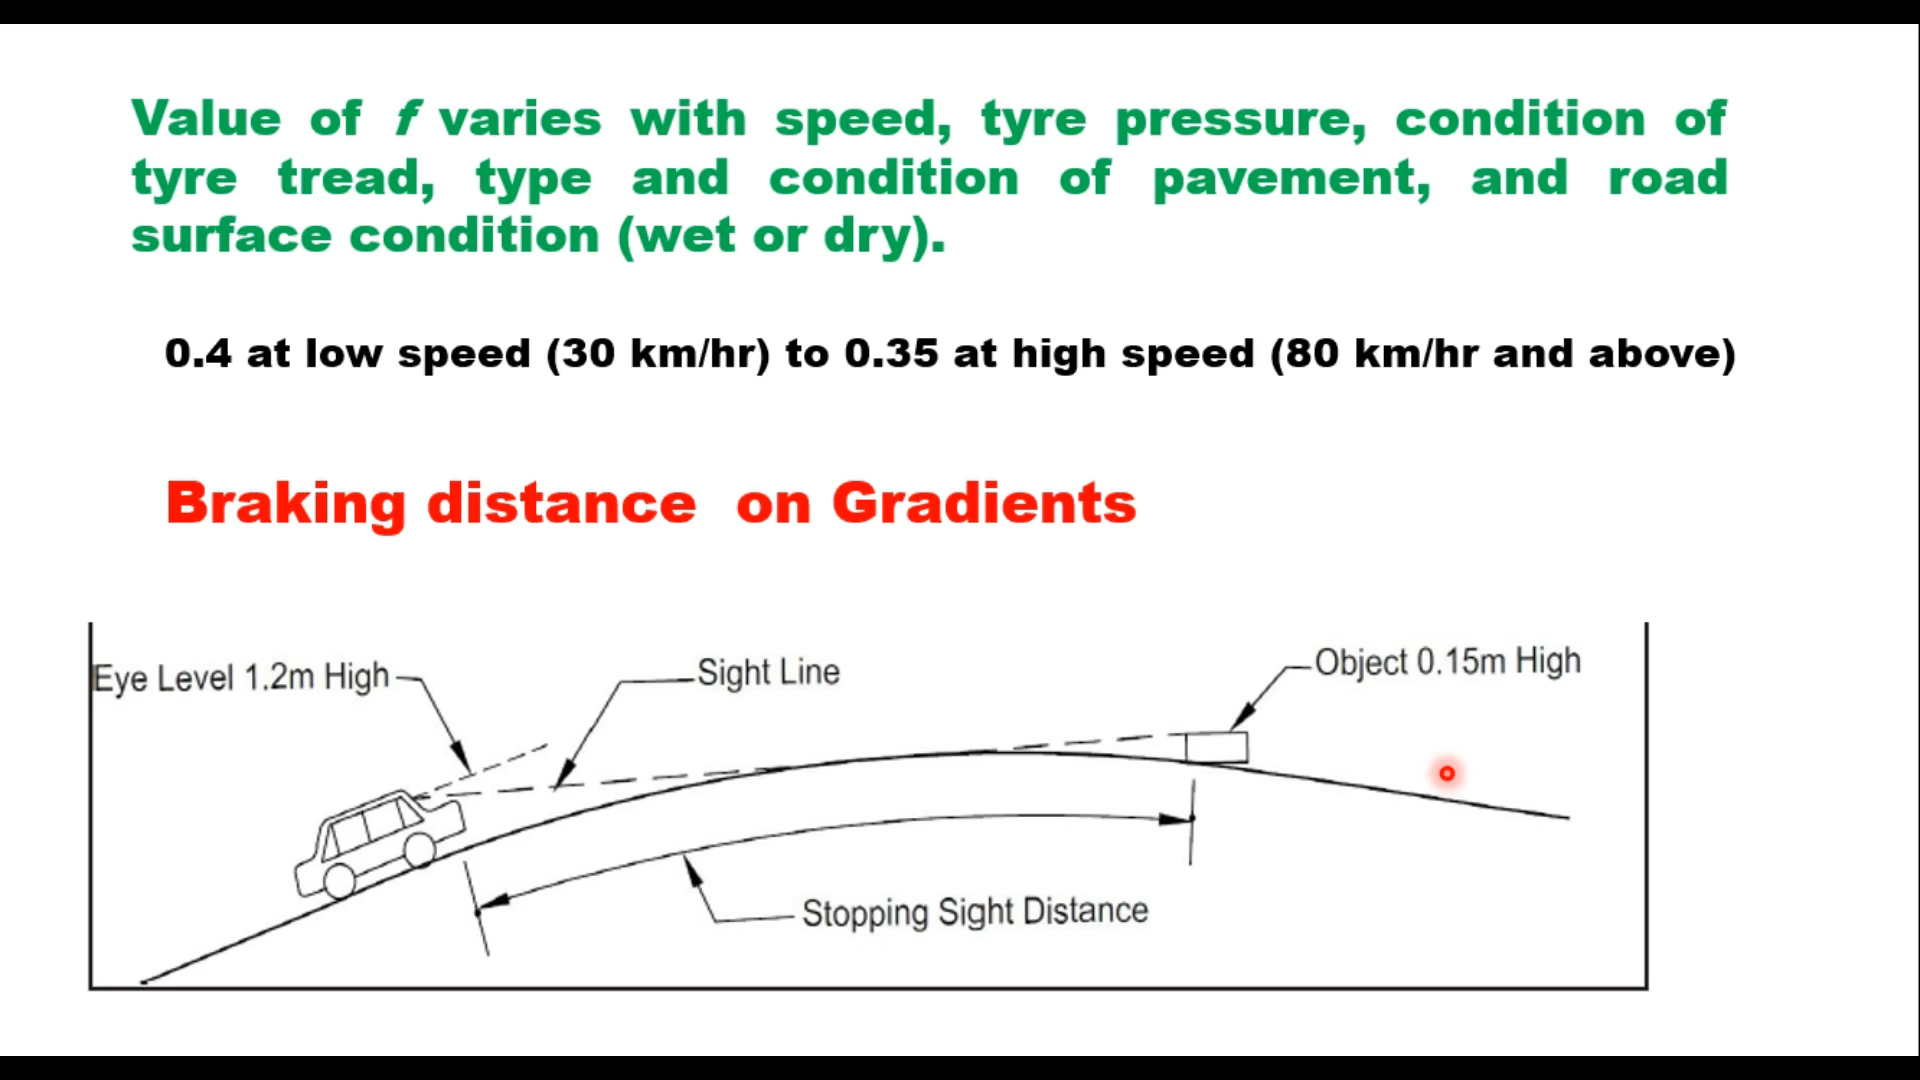 Value of f varies with speed, tyre pressure, condition of
tyre tread, type and condition of pavement, and road
surface condition (wet or dry).
0.4 at low speed (30 km/hr) to 0.35 at high speed (80 km/hr and above)
Braking distance on Gradients
Eye Level 1.2m High
Sight Line
Object 0.15m High
Stopping Sight Distance